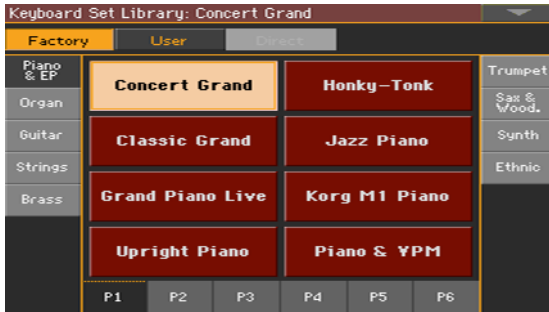 Keyboard Set Library: Concert Grand
Factory
User
Direct
Piano
& EP
Organ
Guitar
Strings
Brass
Concert Grand
Honky-Tonk
Classic Grand
Jazz Piano
Grand Piano Live
Korg M1 Piano
Upright Piano
Piano & VPM
Trumpet
Sax &
Wood.
Synth
Ethnic
P1
P2
P3
P4
P5
P6